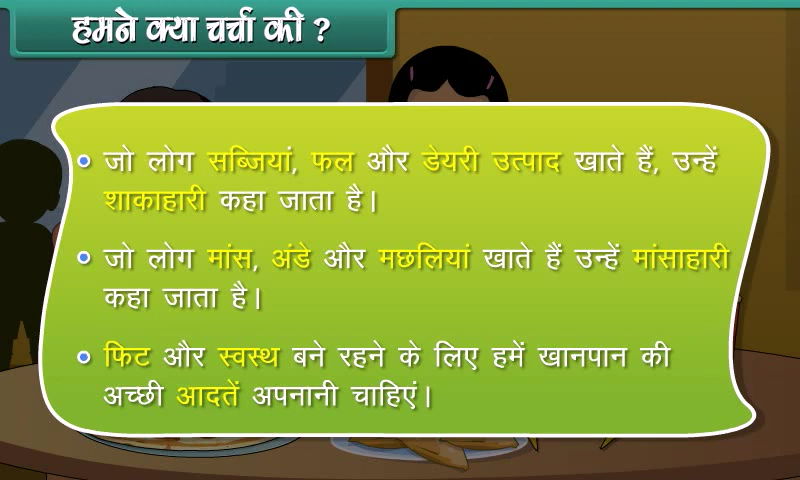 हमने क्या चर्चा की ?
जो लोग सब्जियां, फल और डेयरी उत्पाद खाते हैं, उन्हें
शाकाहारी कहा जाता है।
जो लोग मांस, अंडे और मछलियां खाते हैं उन्हें मांसाहारी
कहा जाता है।
फिट और स्वस्थ बने रहने के लिए हमें खानपान की
अच्छी आदतें अपनानी चाहिएं।